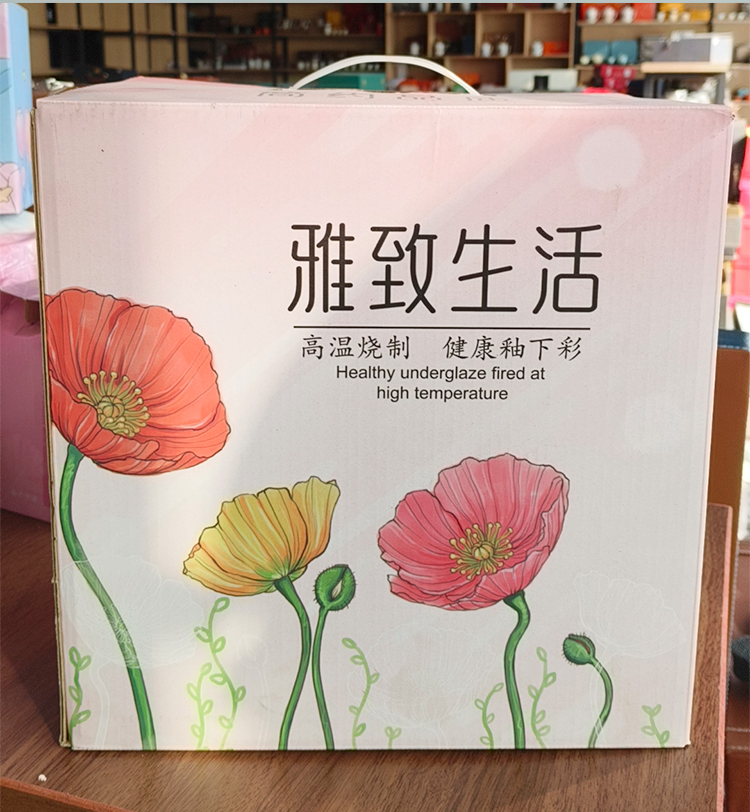 雅致生活
高温烧制 健康釉下彩
Healthy underglaze fired at
high temperature